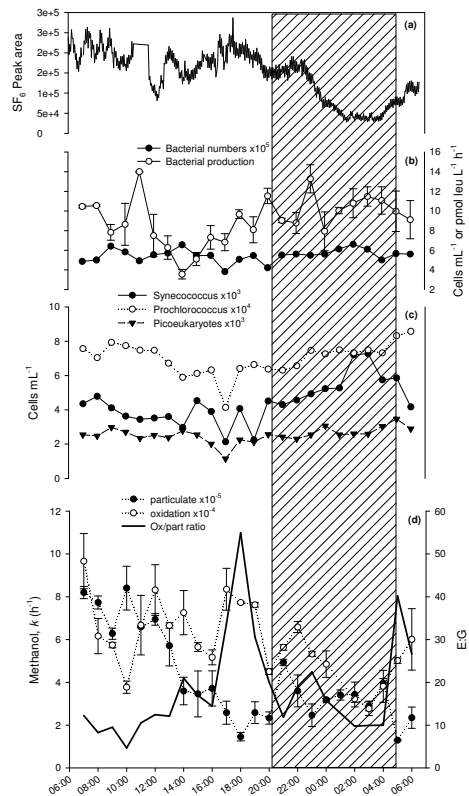 (a)
SF6 Peak area
3e+5
3e+5
2e+5
2e+5
1e+5
5e+4
0
Bacterial numbers x10^5
Bacterial production
(b)
16
14
12
10
8
6
4
2
Cells mL^-1 or pmol leu L^-1 h^-1
Synecococcus x10^3
Prochlorococcus x10^4
Picoeukaryotes x10^3
(c)
10
8
6
4
2
0
Cells mL^-1
particulate x10^-5
oxidation x10^-4
Ox/part ratio
(d)
12
10
8
6
4
2
0
Methanol, k (h^-1)
60
50
40
30
20
10
0
E:G
06:00
08:00
10:00
12:00
14:00
16:00
18:00
20:00
22:00
00:00
02:00
04:00
06:00